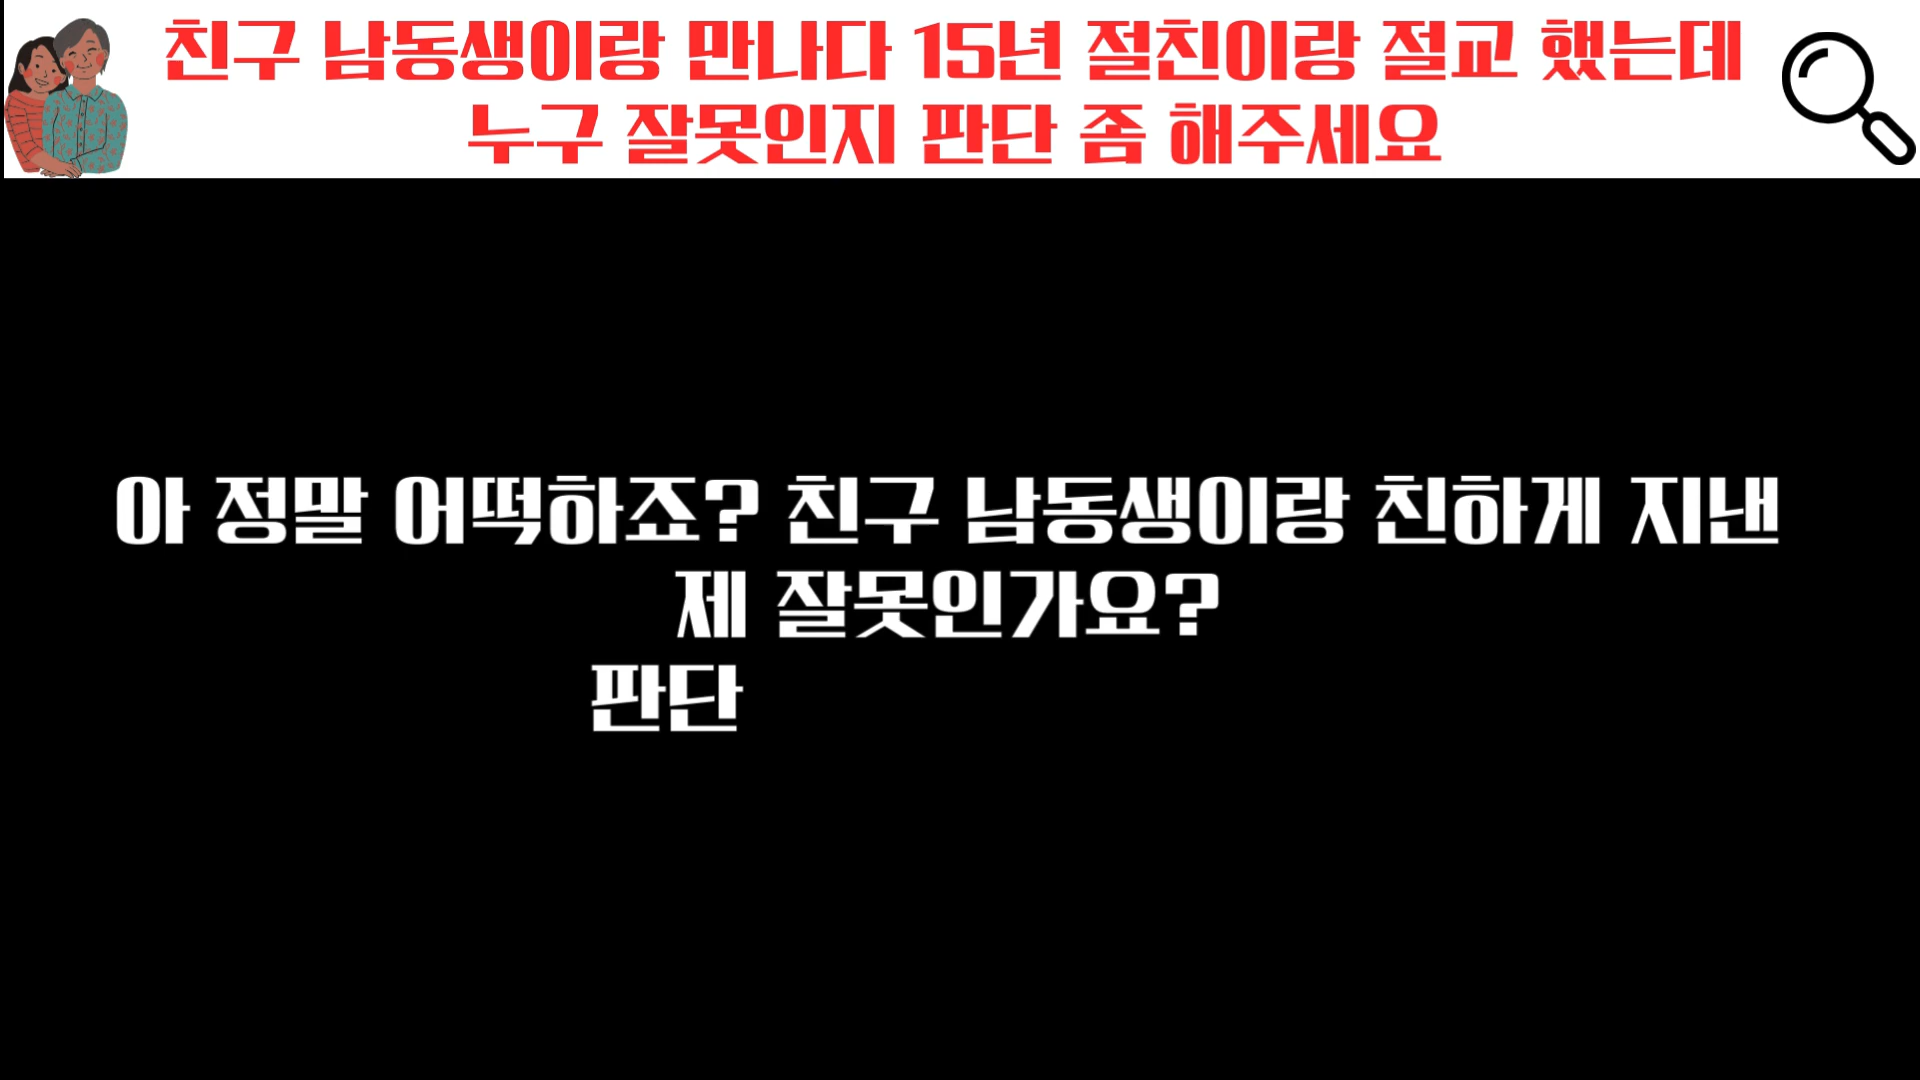 친구 남동생이랑 만나다 15년 절친이랑 절교 했는데
누구 잘못인지 판단 좀 해주세요
아 정말 어떡하죠? 친구 남동생이랑 친하게 지낸
제 잘못인가요?
판단